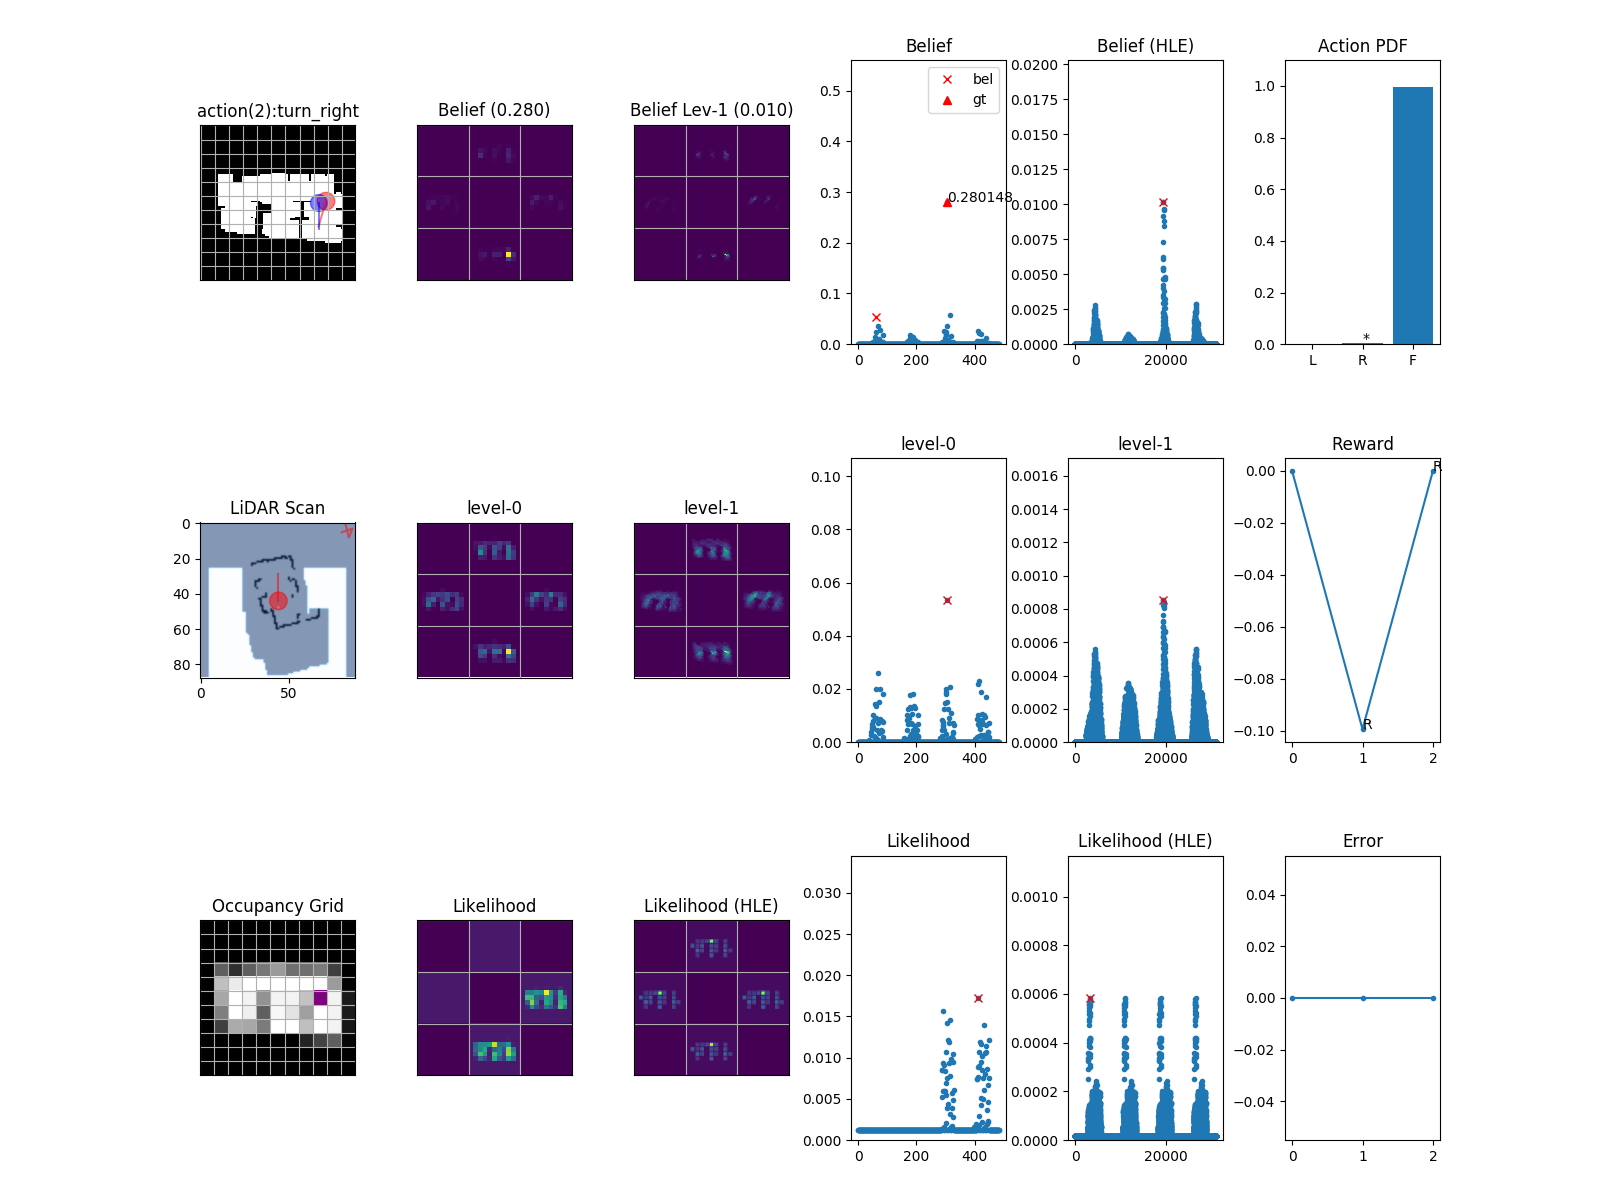 Belief
Belief (HLE)
Action PDF
action(2):turn_right
Belief (0.280)
Belief Lev-1 (0.010)
bel
gt
0.280148
0.5
0.4
0.3
0.2
0.1
0.0
0 200 400
0.0200
0.0175
0.0150
0.0125
0.0100
0.0075
0.0050
0.0025
0.0000
0 20000
1.0
0.8
0.6
0.4
0.2
0.0
*
L R F
level-0
level-1
Reward
LiDAR Scan
level-0
level-1
0
20
40
60
80
0 50
0.10
0.08
0.06
0.04
0.02
0.00
0 200 400
0.0016
0.0014
0.0012
0.0010
0.0008
0.0006
0.0004
0.0002
0.0000
0 20000
R
0.00
−0.02
−0.04
−0.06
−0.08
−0.10
R
0 1 2
Likelihood
Likelihood (HLE)
Error
Occupancy Grid
Likelihood
Likelihood (HLE)
0.030
0.025
0.020
0.015
0.010
0.005
0.000
0 200 400
0.0010
0.0008
0.0006
0.0004
0.0002
0.0000
0 20000
0.04
0.02
0.00
−0.02
−0.04
0 1 2